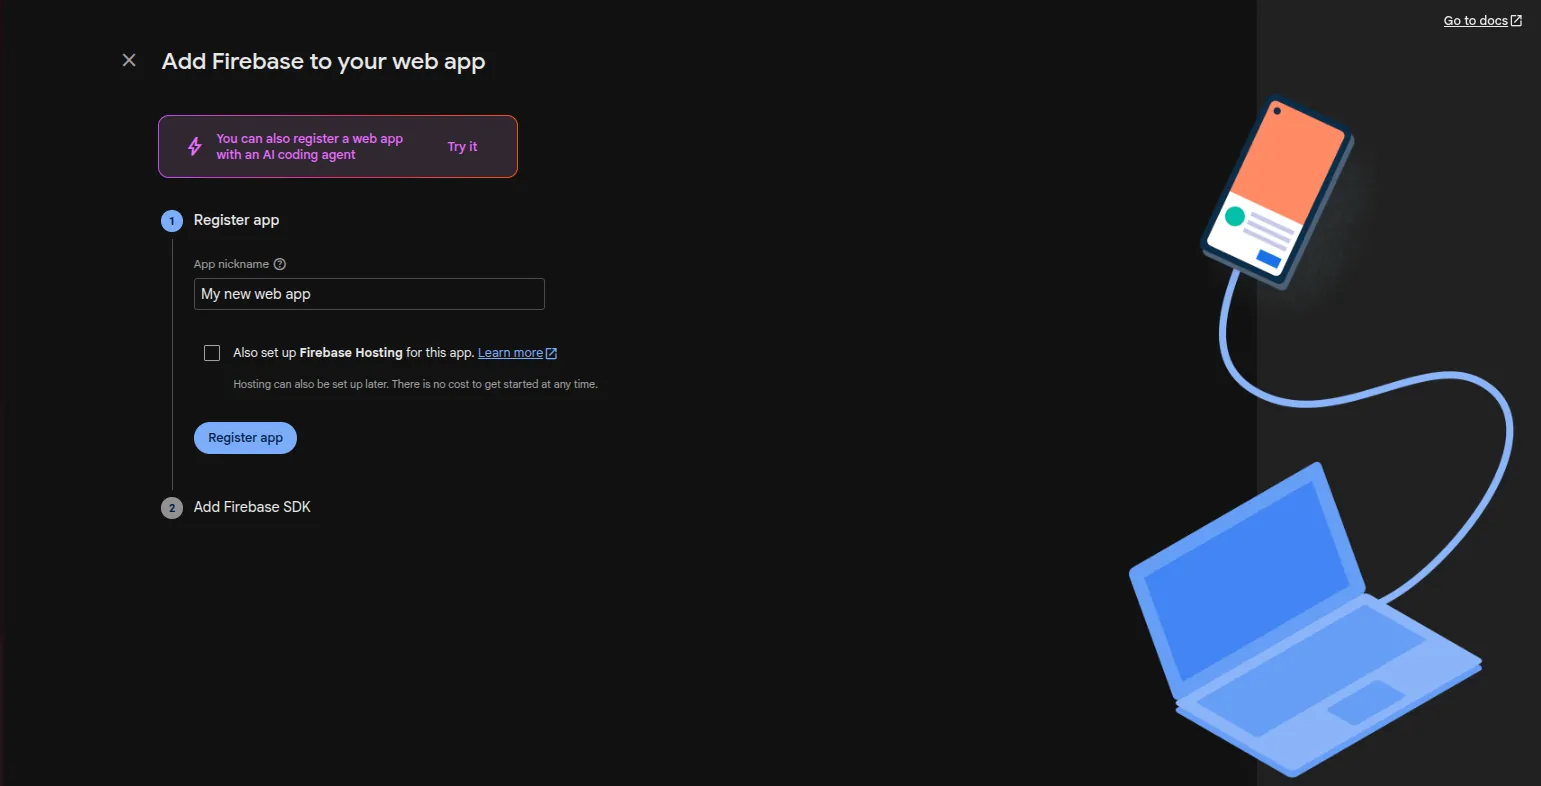 Go to docs
Add Firebase to your web app
You can also register a web app
with an AI coding agent
Try it
1 Register app
App nickname
My new web app
Also set up Firebase Hosting for this app. Learn more
Hosting can also be set up later. There is no cost to get started at any time.
Register app
2 Add Firebase SDK